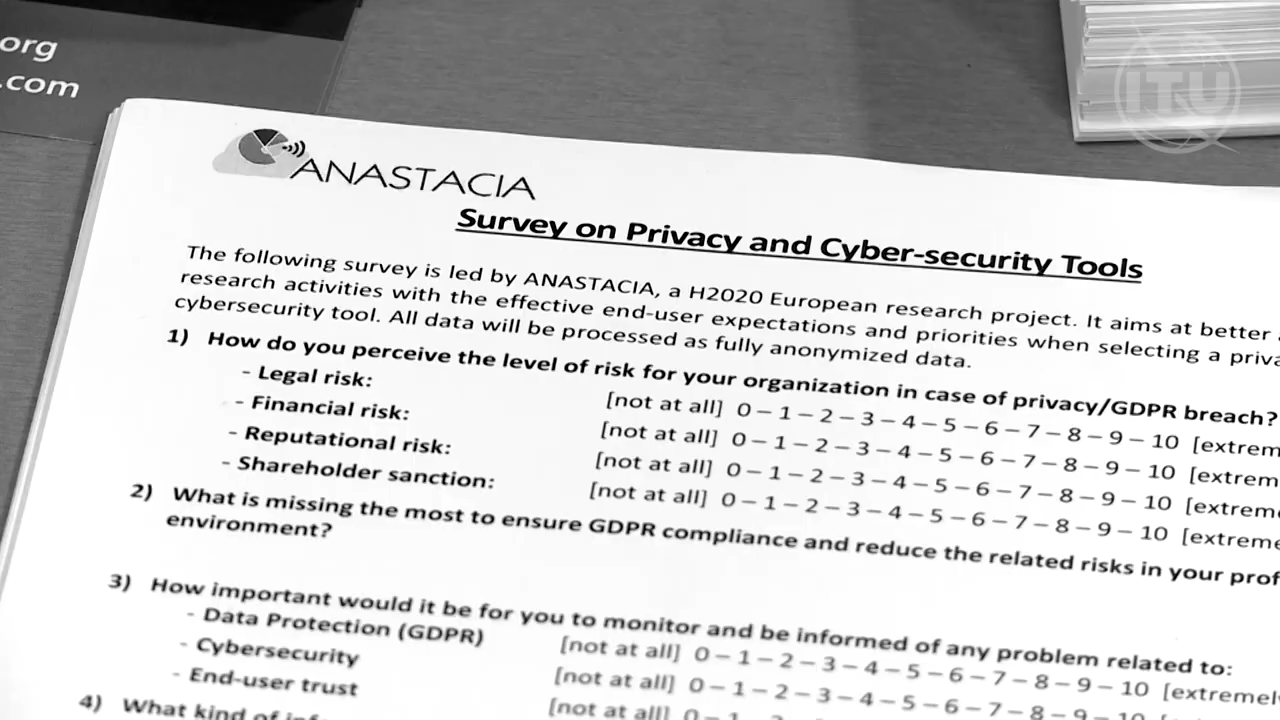 .org
.com
ITU
ANASTACIA
Survey on Privacy and Cyber-security Tools
The following survey is led by ANASTACIA, a H2020 European research project. It aims at better
research activities with the effective end-user expectations and priorities when selecting a
cybersecurity tool. All data will be processed as fully anonymized data.
1) How do you perceive the level of risk for your organization in case of privacy/GDPR breach?
- Legal risk: [not at all] 0 – 1 – 2 – 3 – 4 – 5 – 6 – 7 – 8 – 9 – 10
- Financial risk: [not at all] 0 – 1 – 2 – 3 – 4 – 5 – 6 – 7 – 8 – 9 – 10
- Reputational risk: [not at all] 0 – 1 – 2 – 3 – 4 – 5 – 6 – 7 – 8 – 9 – 10
- Shareholder sanction: [not at all] 0 – 1 – 2 – 3 – 4 – 5 – 6 – 7 – 8 – 9 – 10
2) What is missing the most to ensure GDPR compliance and reduce the related risks in your
environment?
3) How important would it be for you to monitor and be informed of any problem related to:
- Data Protection (GDPR) [not at all] 0 – 1 – 2 – 3 – 4 – 5 – 6 – 7 – 8 – 9 – 10
- Cybersecurity [not at all] 0 – 1 – 2 – 3 – 4 – 5 – 6 – 7 – 8 – 9 – 10
- End-user trust [not at all] 0 – 1 – 2
4) What kind of